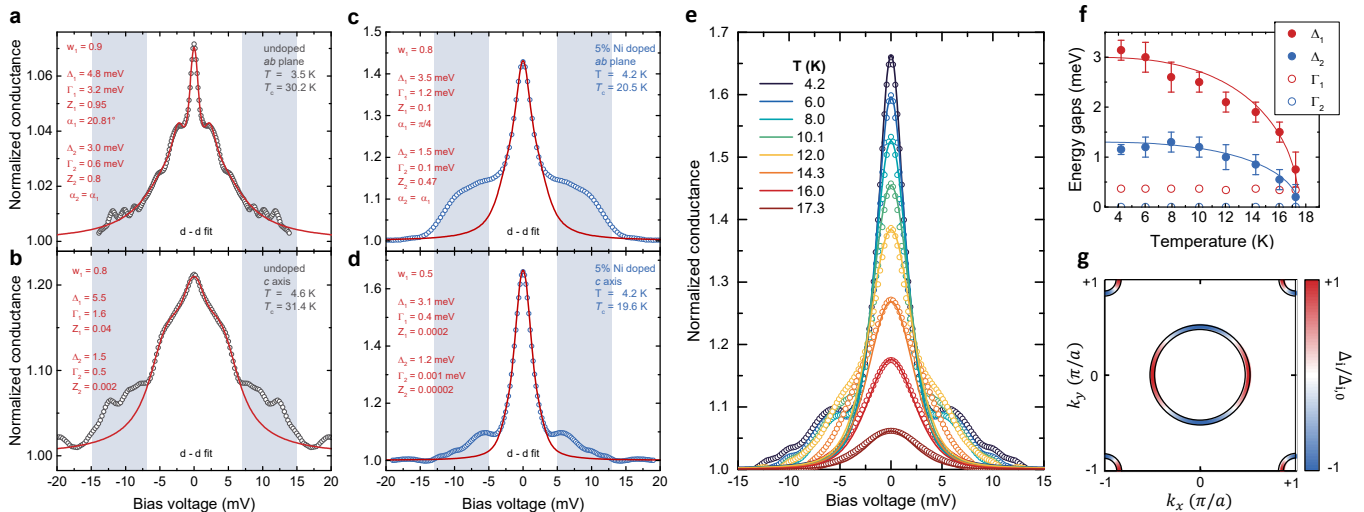 a
w₁ = 0.9
Δ₁ = 4.8 meV
Γ₁ = 3.2 meV
Z₁ = 0.95
α₁ = 20.81°
Δ₂ = 3.0 meV
Γ₂ = 0.6 meV
Z₂ = 0.8
α₂ = α₁
undoped
ab plane
T = 3.5 K
T꜀ = 30.2 K
d - d fit
Normalized conductance
1.06
1.04
1.02
1.00
b
w₁ = 0.8
Δ₁ = 5.5
Γ₁ = 1.6
Z₁ = 0.04
Δ₂ = 1.5
Γ₂ = 0.5
Z₂ = 0.002
undoped
c axis
T = 4.6 K
T꜀ = 31.4 K
d - d fit
Normalized conductance
1.20
1.10
1.00
-20 -15 -10 -5 0 5 10 15 20
Bias voltage (mV)
c
w₁ = 0.8
Δ₁ = 3.5 meV
Γ₁ = 1.2 meV
Z₁ = 0.1
α₁ = π/4
Δ₂ = 1.5 meV
Γ₂ = 0.1 meV
Z₂ = 0.47
α₂ = α₁
5% Ni doped
ab plane
T = 4.2 K
T꜀ = 20.5 K
d - d fit
1.5
1.4
1.3
1.2
1.1
1.0
d
w₁ = 0.5
Δ₁ = 3.1 meV
Γ₁ = 0.4 meV
Z₁ = 0.0002
Δ₂ = 1.2 meV
Γ₂ = 0.001 meV
Z₂ = 0.00002
5% Ni doped
c axis
T = 4.2 K
T꜀ = 19.6 K
d - d fit
1.6
1.4
1.2
1.0
-20 -15 -10 -5 0 5 10 15 20
Bias voltage (mV)
e
T (K)
4.2
6.0
8.0
10.1
12.0
14.3
16.0
17.3
Normalized conductance
1.7
1.6
1.5
1.4
1.3
1.2
1.1
1.0
-15 -10 -5 0 5 10 15
Bias voltage (mV)
f
Δ₁
Δ₂
Γ₁
Γ₂
Energy gaps (meV)
3
2
1
0
4 6 8 10 12 14 16 18
Temperature (K)
g
+1
0
-1
k_y (π/a)
-1 0 +1
k_x (π/a)
+1
-1
Δᵢ/Δᵢ,₀